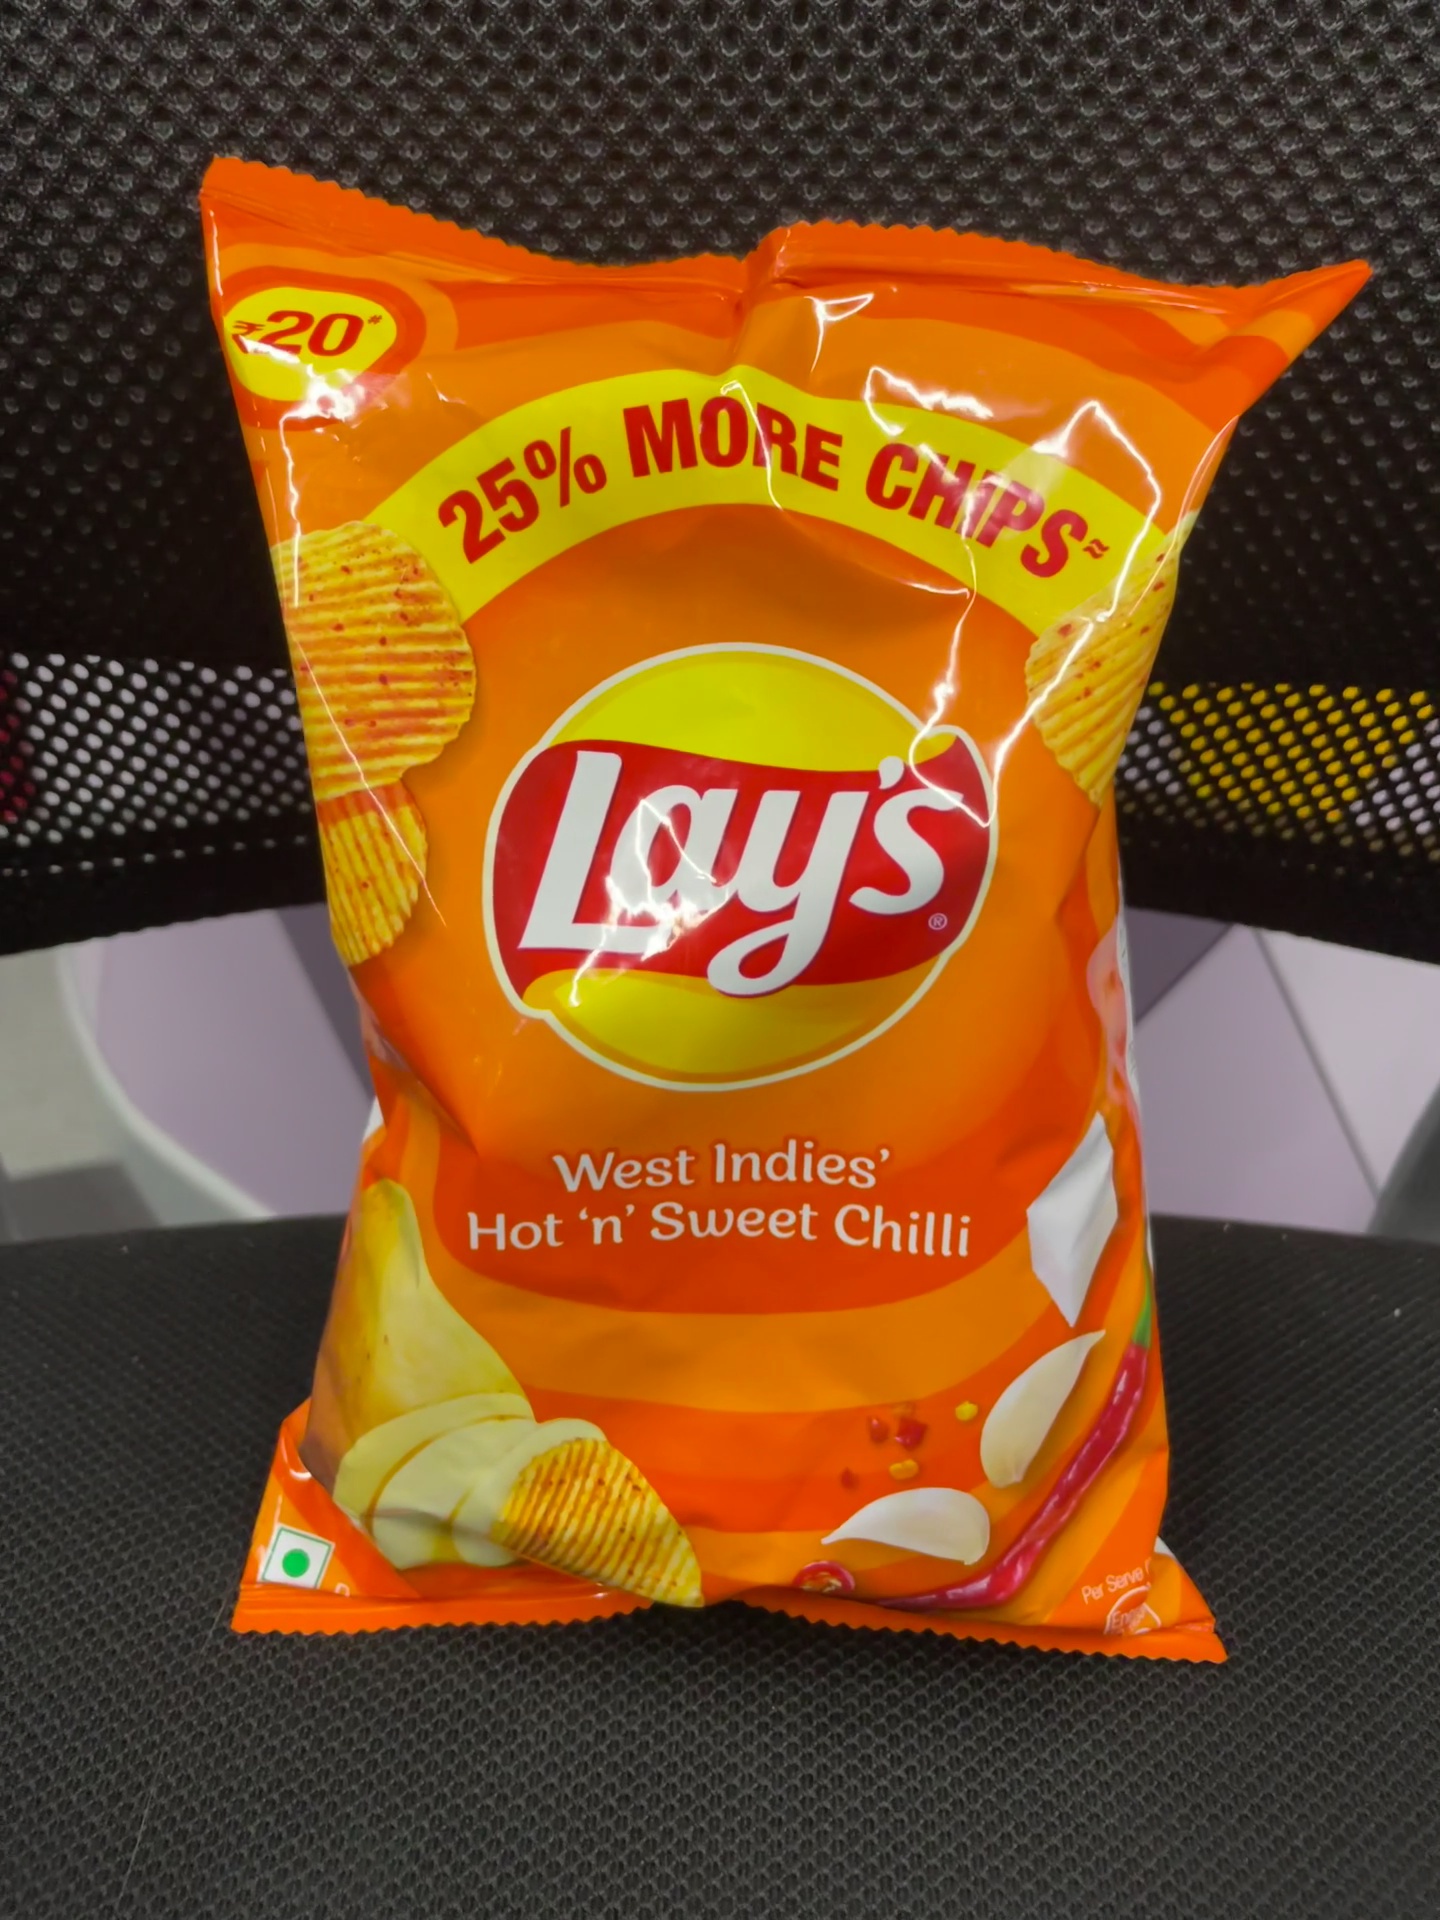 ₹20#
25% MORE CHIPS≈
Lay's®
West Indies'
Hot 'n' Sweet Chilli
Per Serve